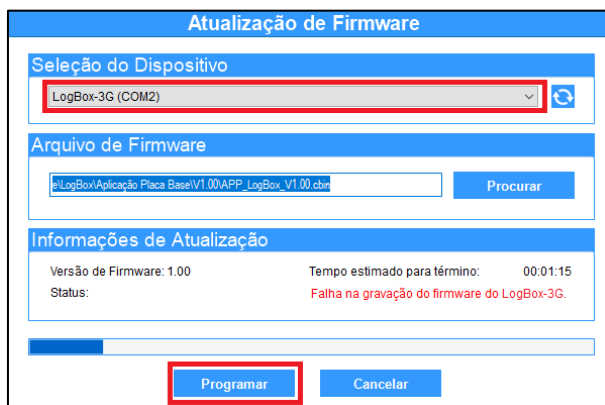 Atualização de Firmware
Seleção do Dispositivo
LogBox-3G (COM2)
Arquivo de Firmware
e\LogBox\Aplicação Placa Base\V1.00\APP_LogBox_V1.00.cbin
Procurar
Informações de Atualização
Versão de Firmware: 1.00 Tempo estimado para término: 00:01:15
Status: Falha na gravação do firmware do LogBox-3G.
Programar Cancelar